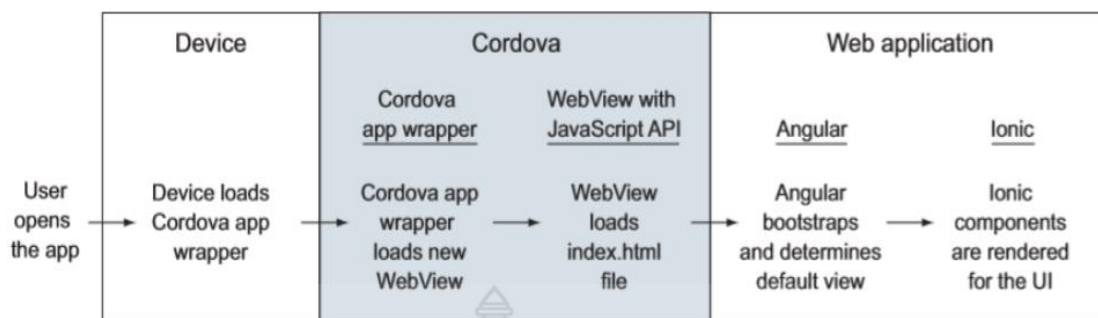 Device
Cordova
Web application
Cordova
app wrapper
WebView with
JavaScript API
Angular
Ionic
User
opens
the app
Device loads
Cordova app
wrapper
Cordova app
wrapper
loads new
WebView
WebView
loads
index.html
file
Angular
bootstraps
and determines
default view
Ionic
components
are rendered
for the UI